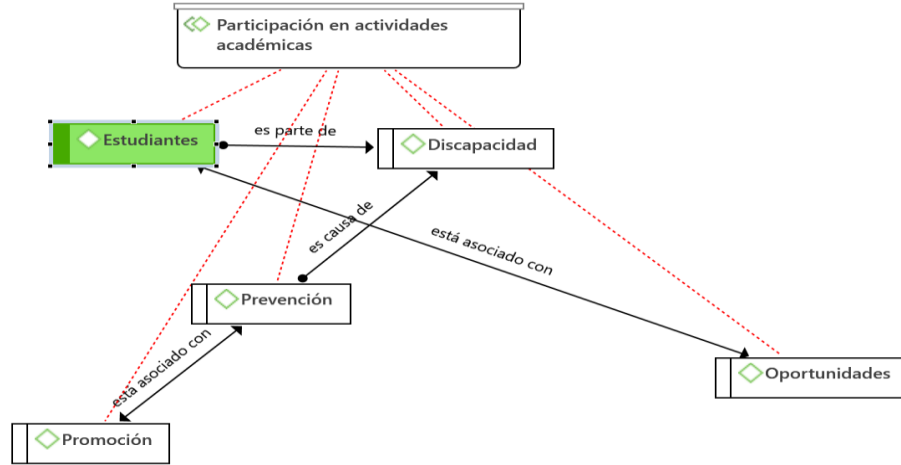 Participación en actividades
académicas
Estudiantes
es parte de
Discapacidad
es causa de
está asociado con
Prevención
está asociado con
Oportunidades
Promoción